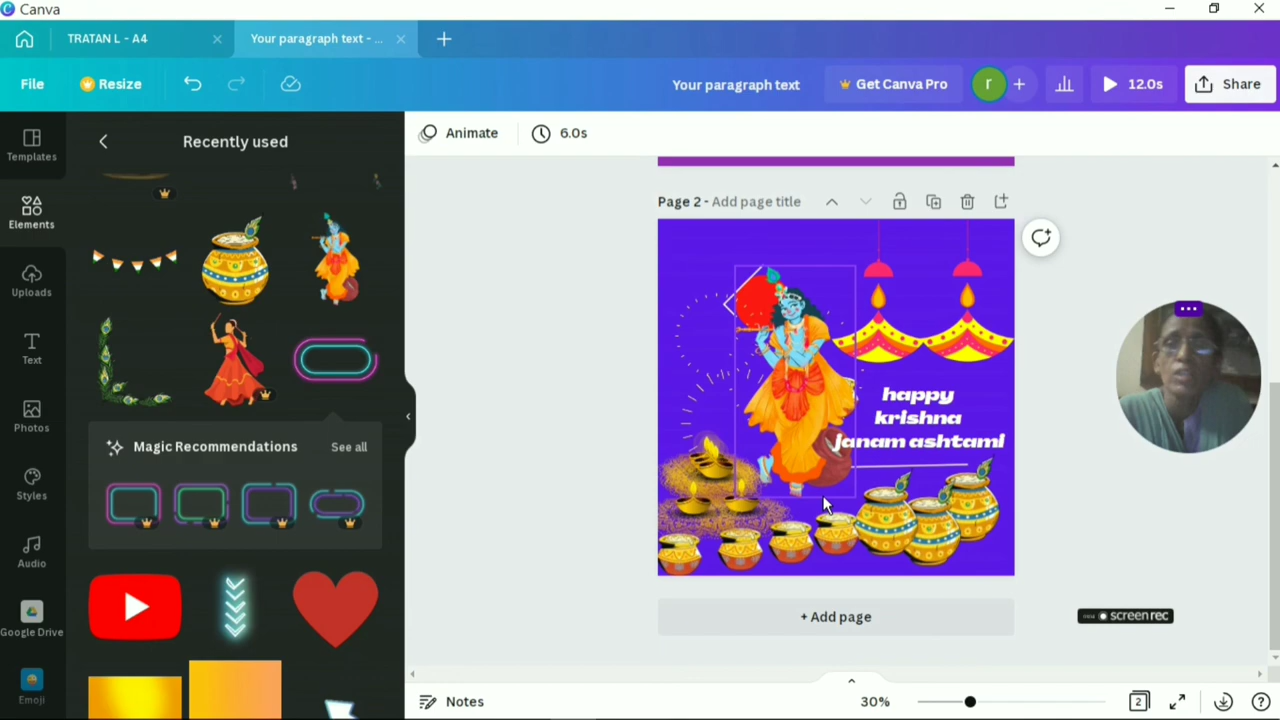 Canva
TRATAN L - A4
Your paragraph text - ...
File
Resize
Your paragraph text
Get Canva Pro
r
12.0s
Share
Templates
Elements
Uploads
Text
Photos
Styles
Audio
Google Drive
Emoji
Recently used
Magic Recommendations
See all
Animate
6.0s
Page 2 - Add page title
happy
krishna
janam ashtami
+ Add page
screenrec
Notes
30%
2